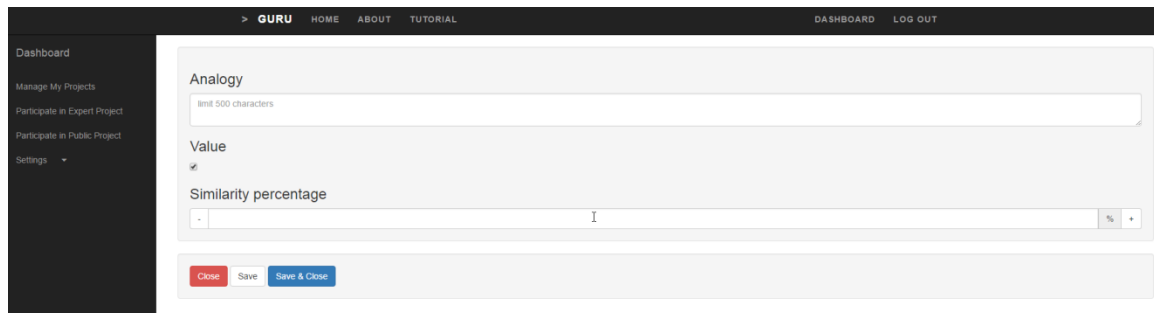 > GURU HOME ABOUT TUTORIAL DASHBOARD LOG OUT
Dashboard
Manage My Projects
Participate in Expert Project
Participate in Public Project
Settings
Analogy
limit 500 characters
Value
Similarity percentage
- % +
Close Save Save & Close